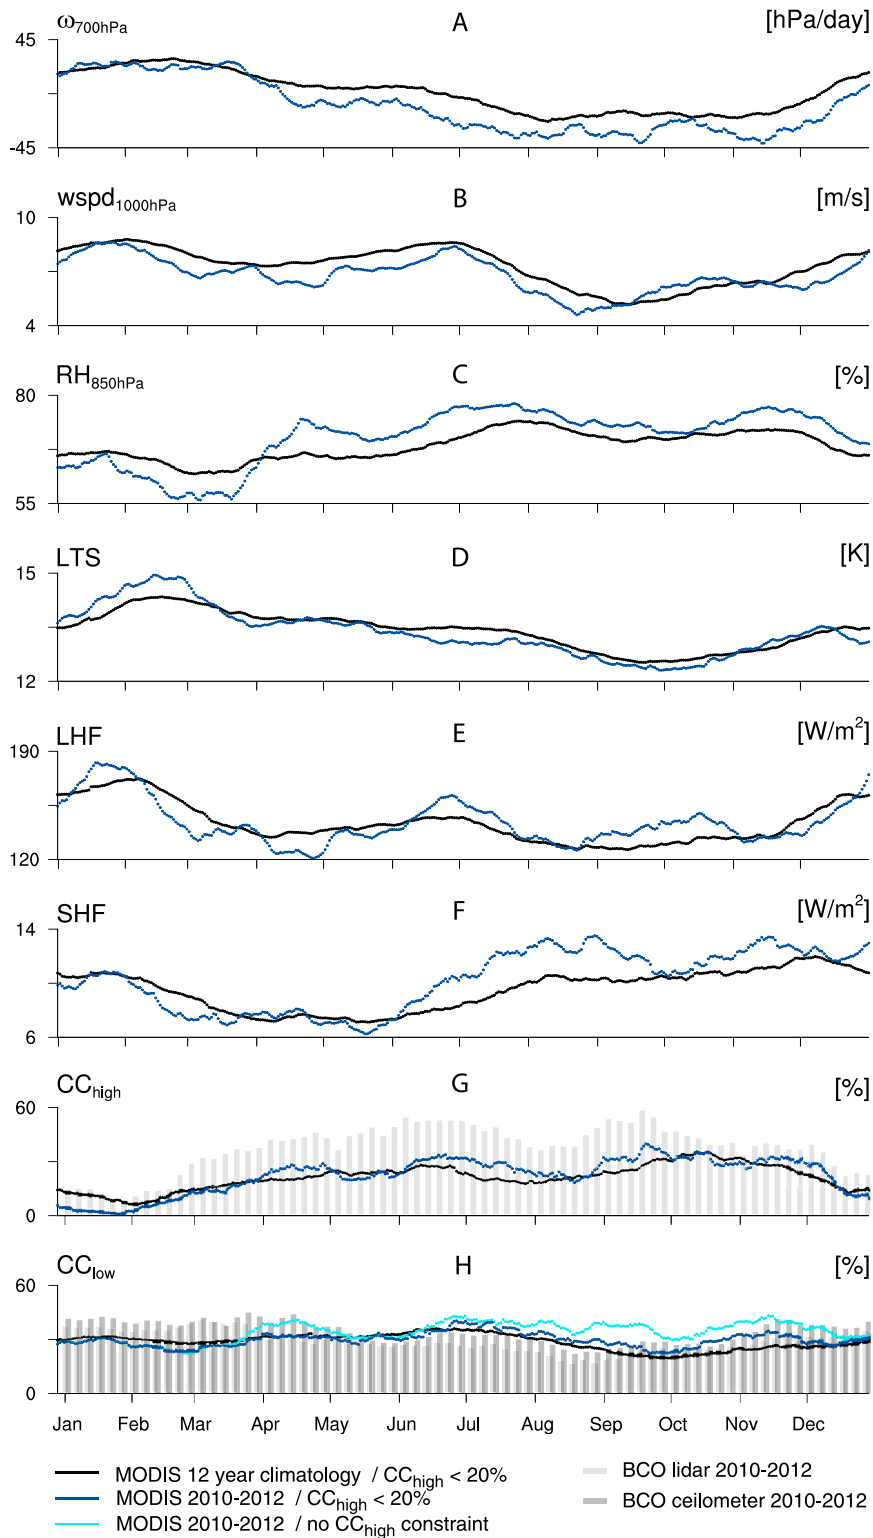 ω700hPa A [hPa/day]
45
-45
wspd1000hPa B [m/s]
10
4
RH850hPa C [%]
80
55
LTS D [K]
15
12
LHF E [W/m2]
190
120
SHF F [W/m2]
14
6
CChigh G [%]
60
0
CClow H [%]
60
0
Jan Feb Mar Apr May Jun Jul Aug Sep Oct Nov Dec
MODIS 12 year climatology / CChigh < 20%
MODIS 2010-2012 / CChigh < 20%
MODIS 2010-2012 / no CChigh constraint
BCO lidar 2010-2012
BCO ceilometer 2010-2012